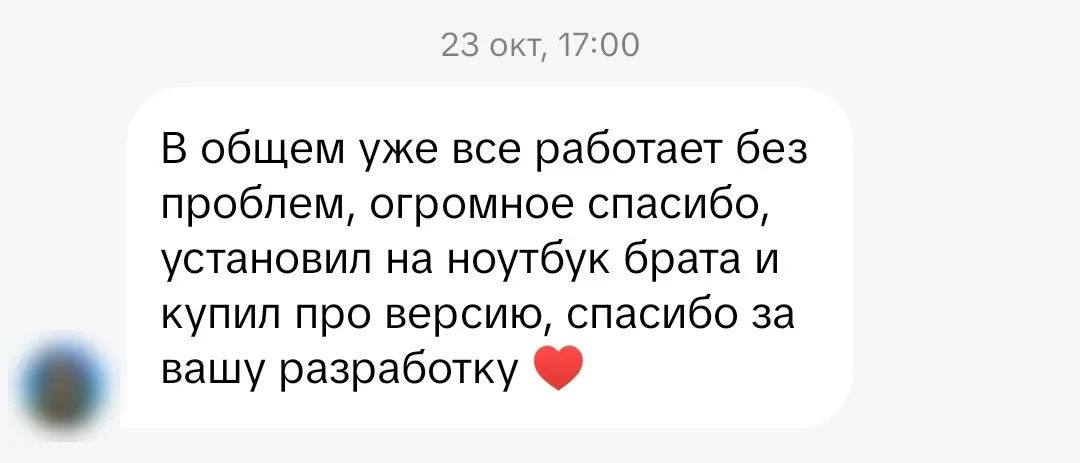 23 окт, 17:00
В общем уже все работает без
проблем, огромное спасибо,
установил на ноутбук брата и
купил про версию, спасибо за
вашу разработку ♥️